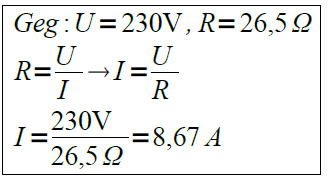 Geg : U = 230V , R = 26,5 Ω
R = U/I → I = U/R
I = 230V/26,5 Ω = 8,67 A